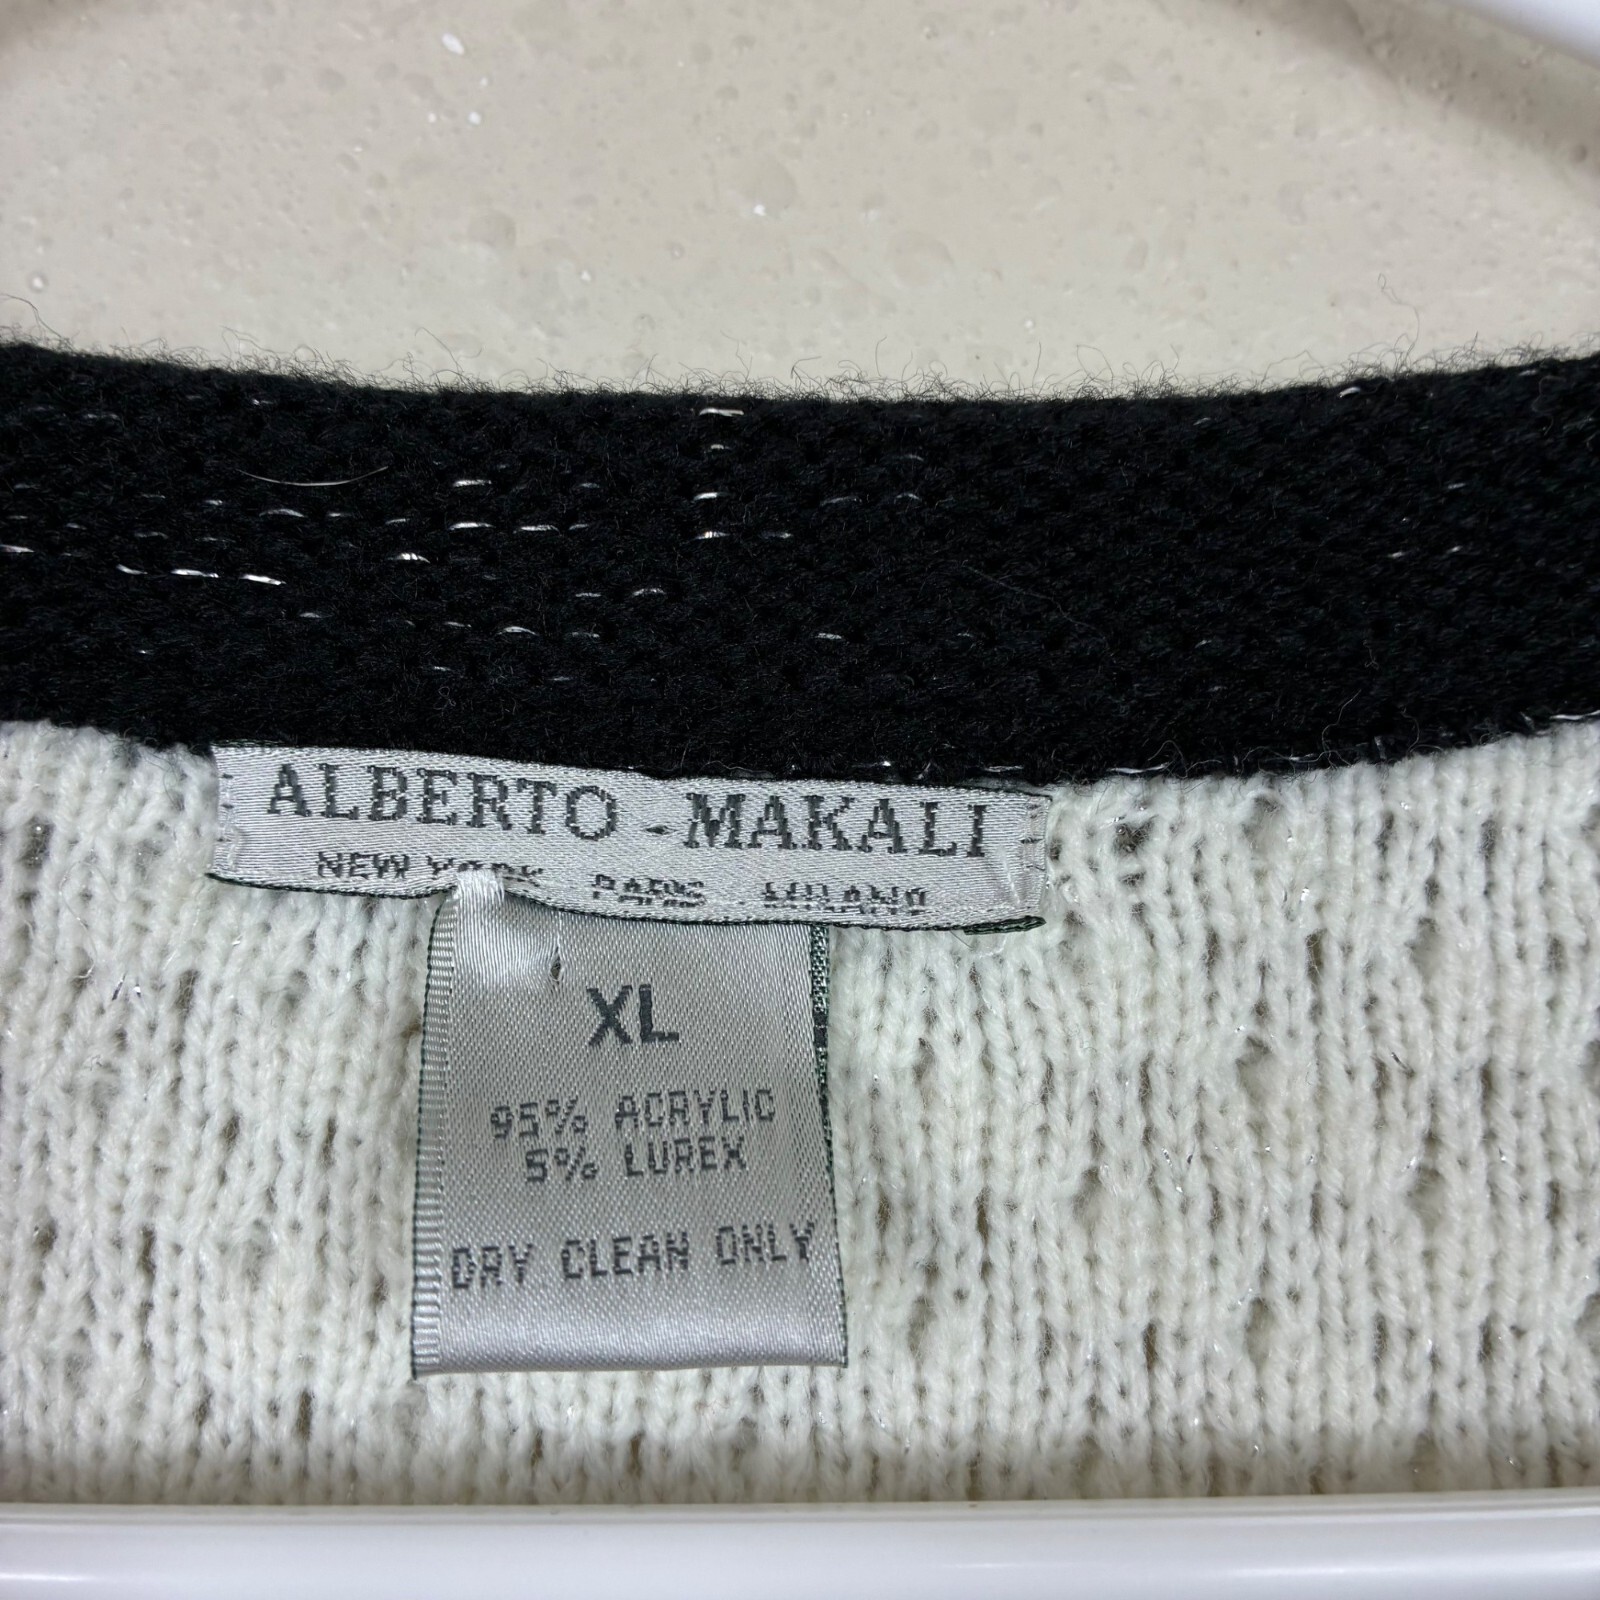 ALBERTO - MAKALI
NEW YORK PARIS MILANO
XL
95% ACRYLIC
5% LUREX
DRY CLEAN ONLY